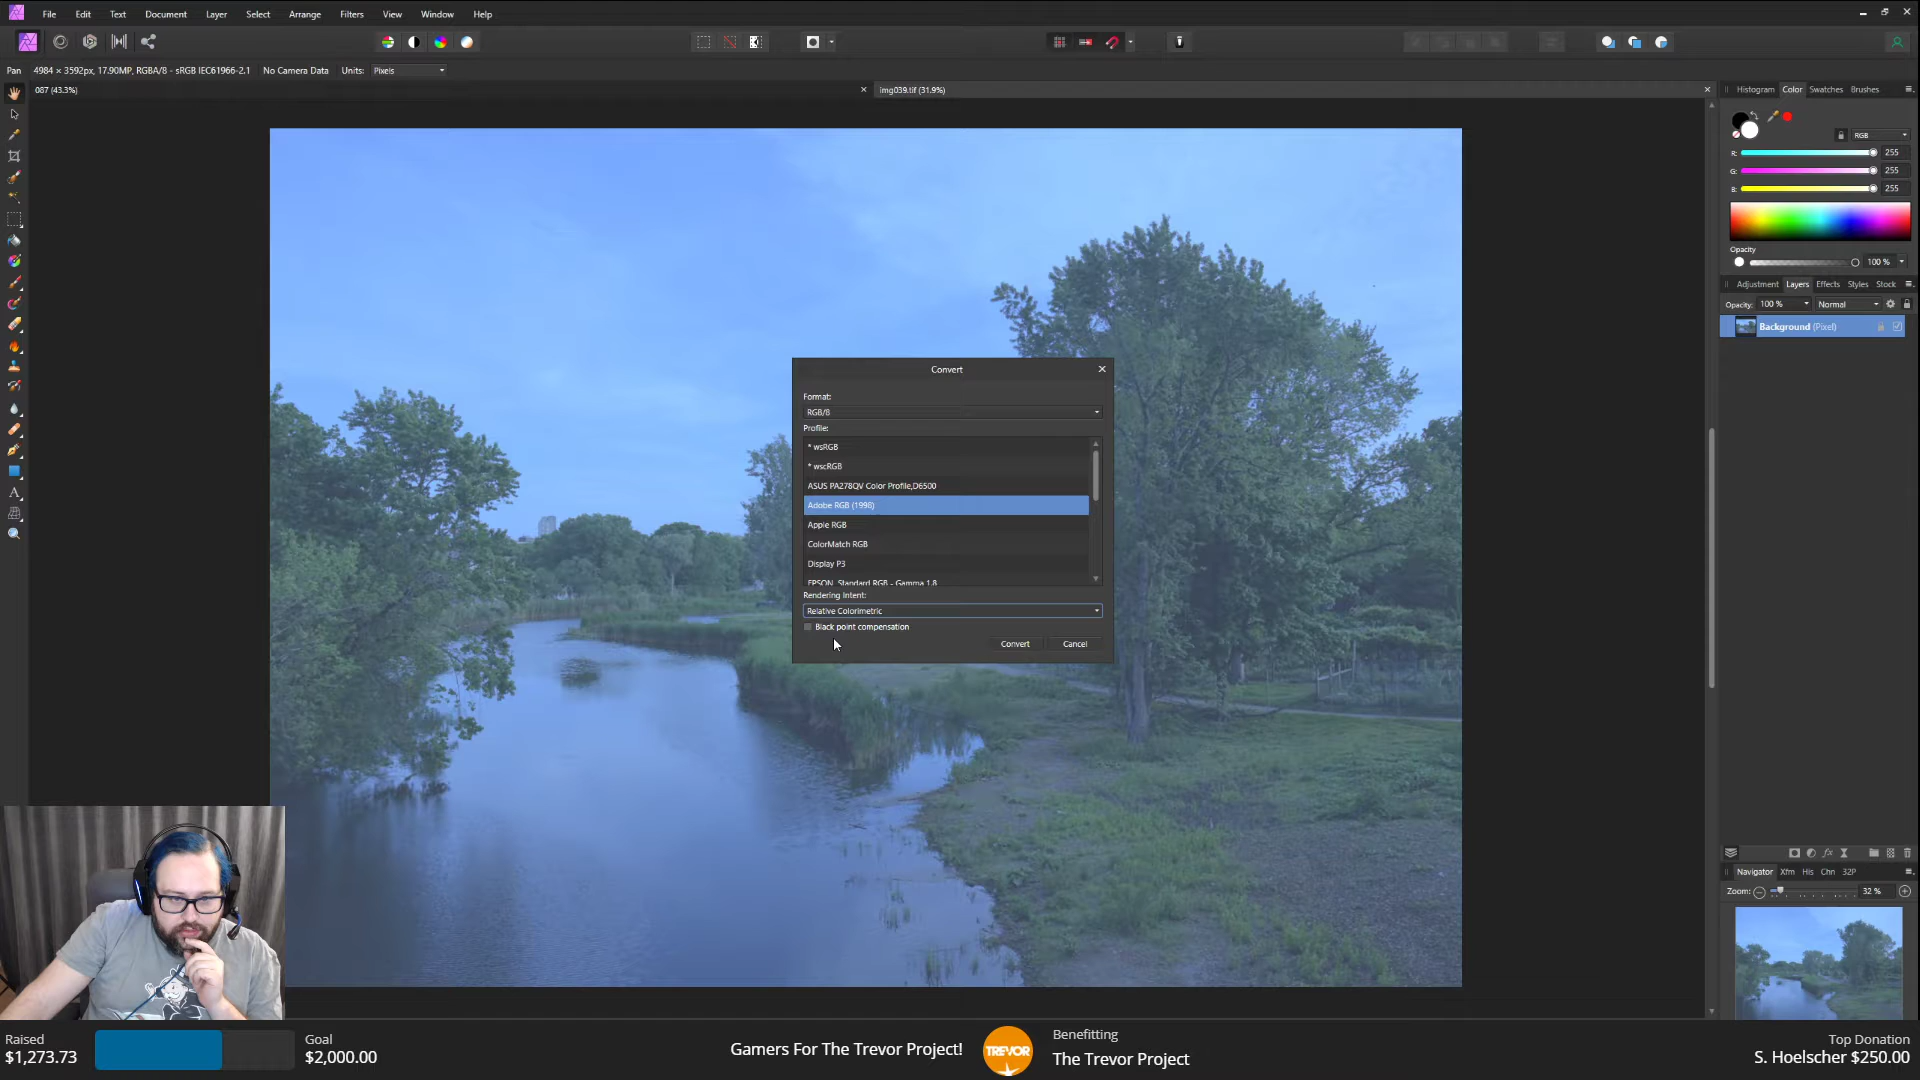 File Edit Text Document Layer Select Arrange Filters View Window Help
Pan 4984 × 3592px, 17.90MP, RGBA/8 - sRGB IEC61966-2.1 No Camera Data Units: Pixels
087 (43.3%)
img039.tif (31.9%)
Histogram Color Swatches Brushes
RGB
R: 255
G: 255
B: 255
Opacity
100 %
Adjustment Layers Effects Styles Stock
Opacity: 100 % Normal
Background (Pixel)
Convert
Format:
RGB/8
Profile:
* wsRGB
* wscRGB
ASUS PA278QV Color Profile,D6500
Adobe RGB (1998)
Apple RGB
ColorMatch RGB
Display P3
EPSON Standard RGB - Gamma 1.8
Rendering Intent:
Relative Colorimetric
Black point compensation
Convert Cancel
Navigator Xfm His Chn 32P
Zoom: 32 %
Raised
$1,273.73
Goal
$2,000.00
Gamers For The Trevor Project!
TREVOR
Benefitting
The Trevor Project
Top Donation
S. Hoelscher $250.00